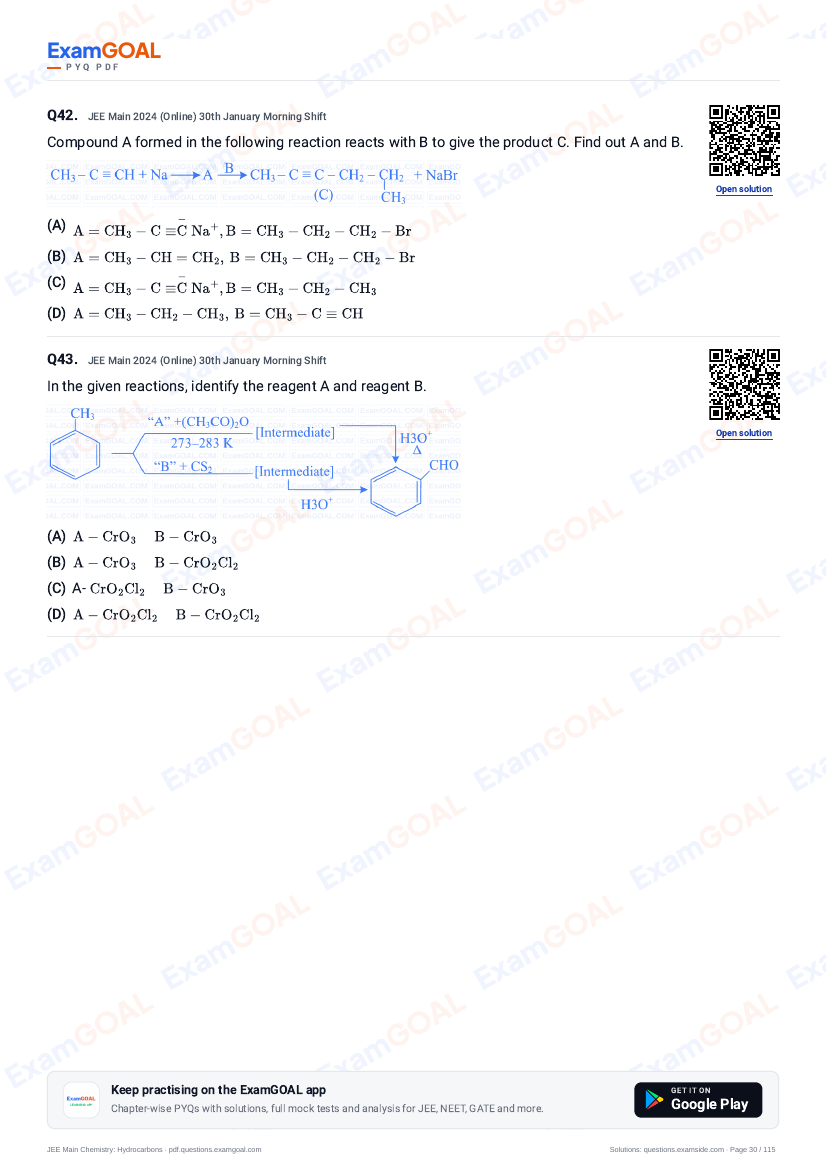 ExamGOAL
PYQ PDF
Q42. JEE Main 2024 (Online) 30th January Morning Shift
Compound A formed in the following reaction reacts with B to give the product C. Find out A and B.
CH₃ – C ≡ CH + Na ⟶ A —B→ CH₃ – C ≡ C – CH₂ – CH₂ + NaBr
(C) CH₃
Open solution
(A) A = CH₃ − C ≡C̄ Na⁺, B = CH₃ − CH₂ − CH₂ − Br
(B) A = CH₃ − CH = CH₂, B = CH₃ − CH₂ − CH₂ − Br
(C) A = CH₃ − C ≡C̄ Na⁺, B = CH₃ − CH₂ − CH₃
(D) A = CH₃ − CH₂ − CH₃, B = CH₃ − C ≡ CH
Q43. JEE Main 2024 (Online) 30th January Morning Shift
In the given reactions, identify the reagent A and reagent B.
Open solution
CH₃
“A” +(CH₃CO)₂O
[Intermediate]
273–283 K
H3O⁺
Δ
“B” + CS₂
[Intermediate]
CHO
H3O⁺
(A) A − CrO₃ B − CrO₃
(B) A − CrO₃ B − CrO₂Cl₂
(C) A- CrO₂Cl₂ B − CrO₃
(D) A − CrO₂Cl₂ B − CrO₂Cl₂
Keep practising on the ExamGOAL app
Chapter-wise PYQs with solutions, full mock tests and analysis for JEE, NEET, GATE and more.
GET IT ON
Google Play
JEE Main Chemistry: Hydrocarbons · pdf.questions.examgoal.com
Solutions: questions.examside.com · Page 30 / 115